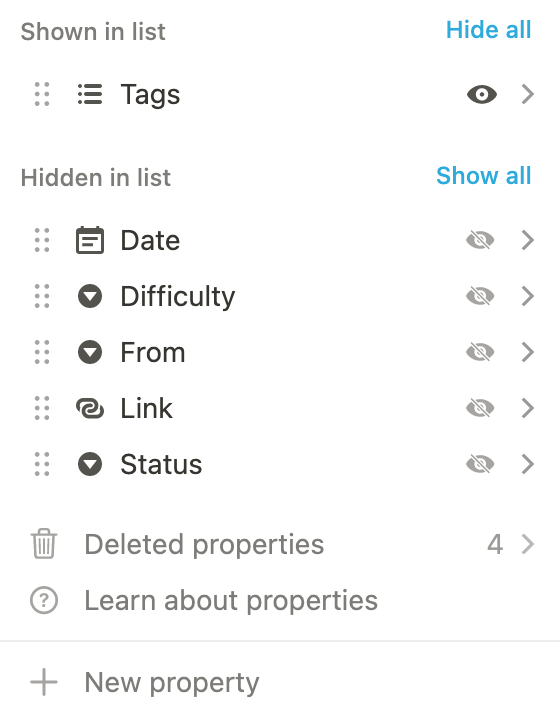 Shown in list Hide all
Tags
Hidden in list Show all
Date
Difficulty
From
Link
Status
Deleted properties 4
Learn about properties
New property